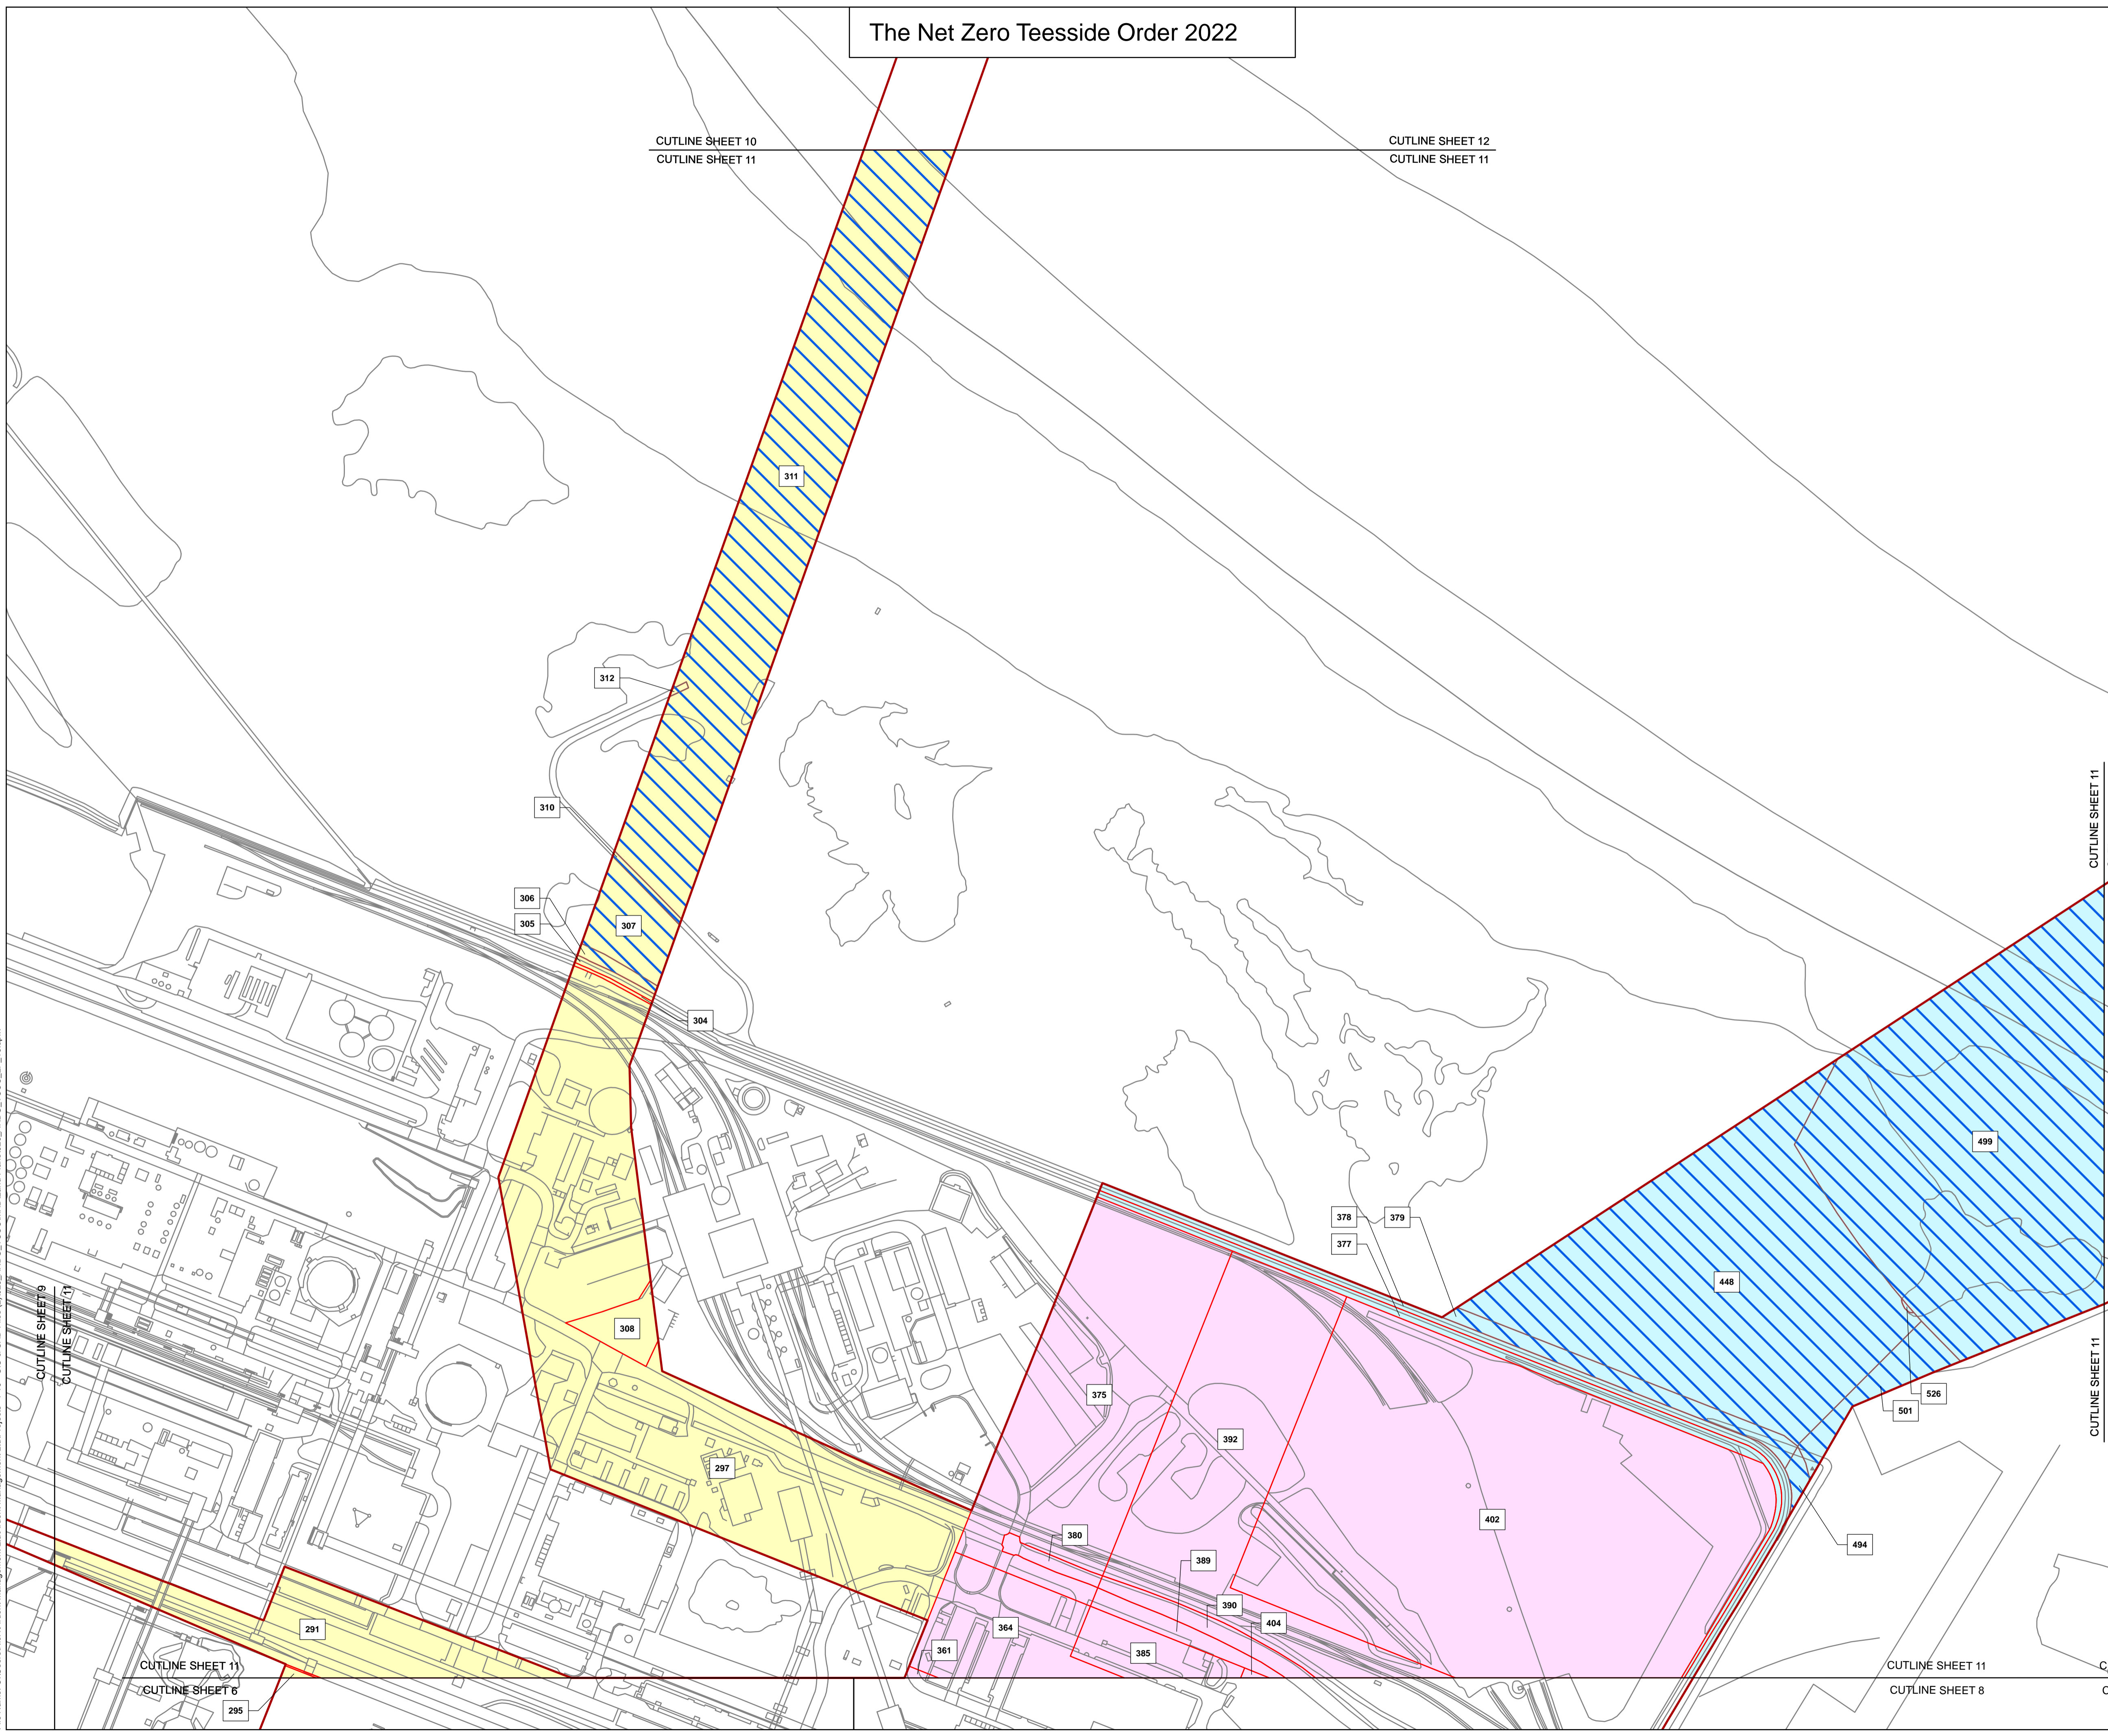 The Net Zero Teesside Order 2022
CUTLINE SHEET 10
CUTLINE SHEET 11
CUTLINE SHEET 12
CUTLINE SHEET 11
311
312
310
306
305
307
304
CUTLINE SHEET 11
499
378
379
377
448
308
CUTLINE SHEET 9
CUTLINE SHEET 11
375
526
501
CUTLINE SHEET 11
392
297
402
380
494
389
390
404
291
364
361
385
CUTLINE SHEET 11
CUTLINE SHEET 6
295
CUTLINE SHEET 11
CUTLINE SHEET 8